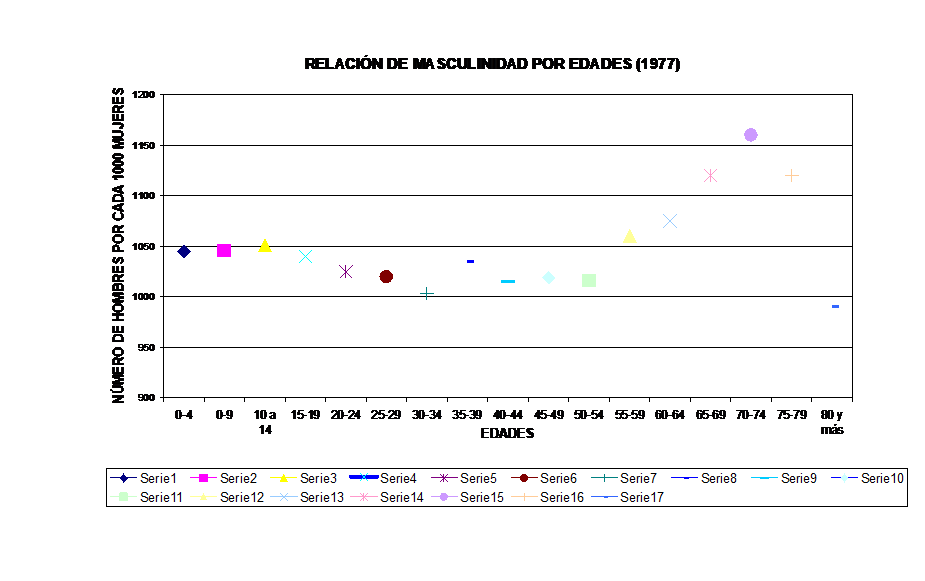 RELACIÓN DE MASCULINIDAD POR EDADES (1977)
NÚMERO DE HOMBRES POR CADA 1000 MUJERES
1200
1150
1100
1050
1000
950
900
0-4 0-9 10 a 14 15-19 20-24 25-29 30-34 35-39 40-44 45-49 50-54 55-59 60-64 65-69 70-74 75-79 80 y más
EDADES
Serie1 Serie2 Serie3 Serie4 Serie5 Serie6 Serie7 Serie8 Serie9 Serie10
Serie11 Serie12 Serie13 Serie14 Serie15 Serie16 Serie17